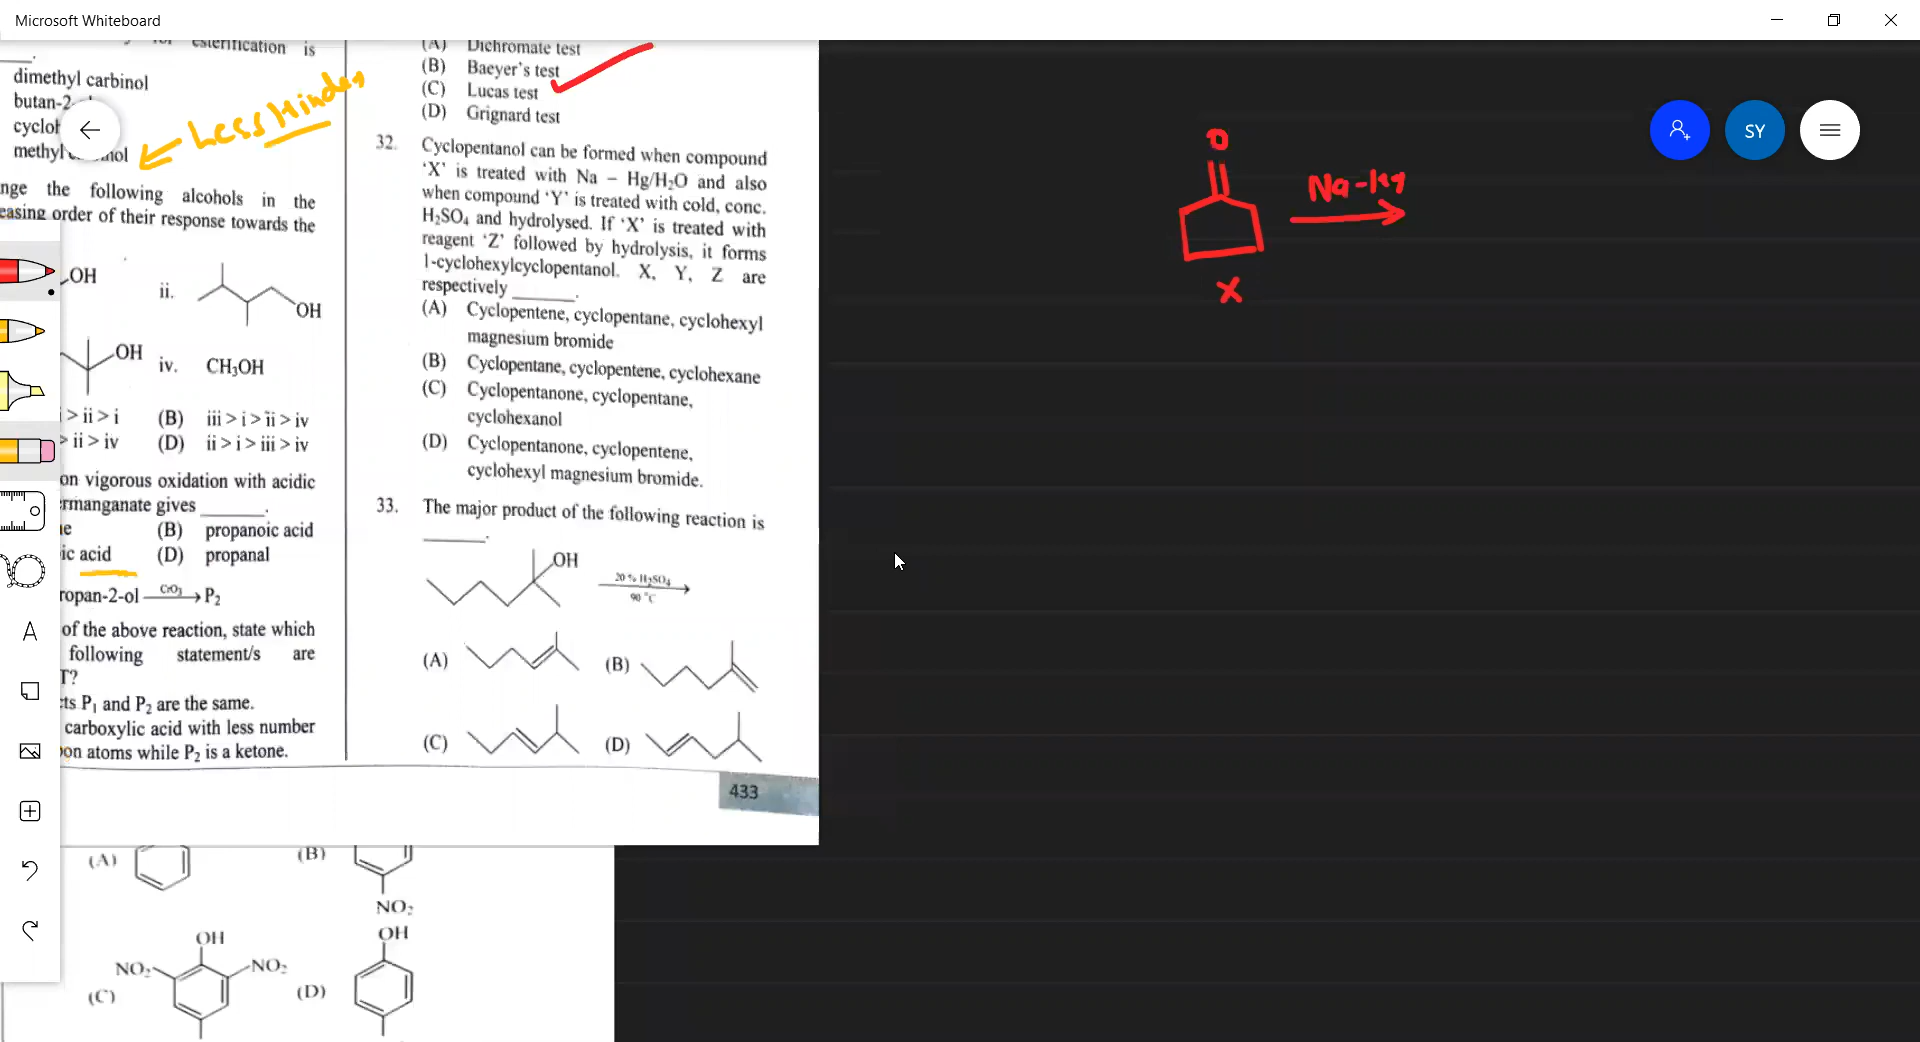 Microsoft Whiteboard
esterification is
dimethyl carbinol
butan-2-
cyclo
methyl
Less Hinder
nge the following alcohols in the
easing order of their response towards the
OH
ii.
OH
OH
iv. CH₃OH
> ii > i (B) iii > i > ii > iv
> ii > iv (D) ii > i > iii > iv
on vigorous oxidation with acidic
ermanganate gives ______.
(B) propanoic acid
ic acid (D) propanal
ropan-2-ol CrO₃ → P₂
of the above reaction, state which
following statement/s are
T?
cts P₁ and P₂ are the same.
carboxylic acid with less number
on atoms while P₂ is a ketone.
(A) Dichromate test
(B) Baeyer's test
(C) Lucas test
(D) Grignard test
32. Cyclopentanol can be formed when compound
'X' is treated with Na – Hg/H₂O and also
when compound 'Y' is treated with cold, conc.
H₂SO₄ and hydrolysed. If 'X' is treated with
reagent 'Z' followed by hydrolysis, it forms
1-cyclohexylcyclopentanol. X, Y, Z are
respectively ______.
(A) Cyclopentene, cyclopentane, cyclohexyl
magnesium bromide
(B) Cyclopentane, cyclopentene, cyclohexane
(C) Cyclopentanone, cyclopentane,
cyclohexanol
(D) Cyclopentanone, cyclopentene,
cyclohexyl magnesium bromide.
33. The major product of the following reaction is
______.
OH
20 % H₂SO₄
90 °C
(A) (B)
(C) (D)
433
(A) (B)
NO₂
OH
NO₂ NO₂
(C)
OH
(D)
O
Na-Hg
X
SY
A